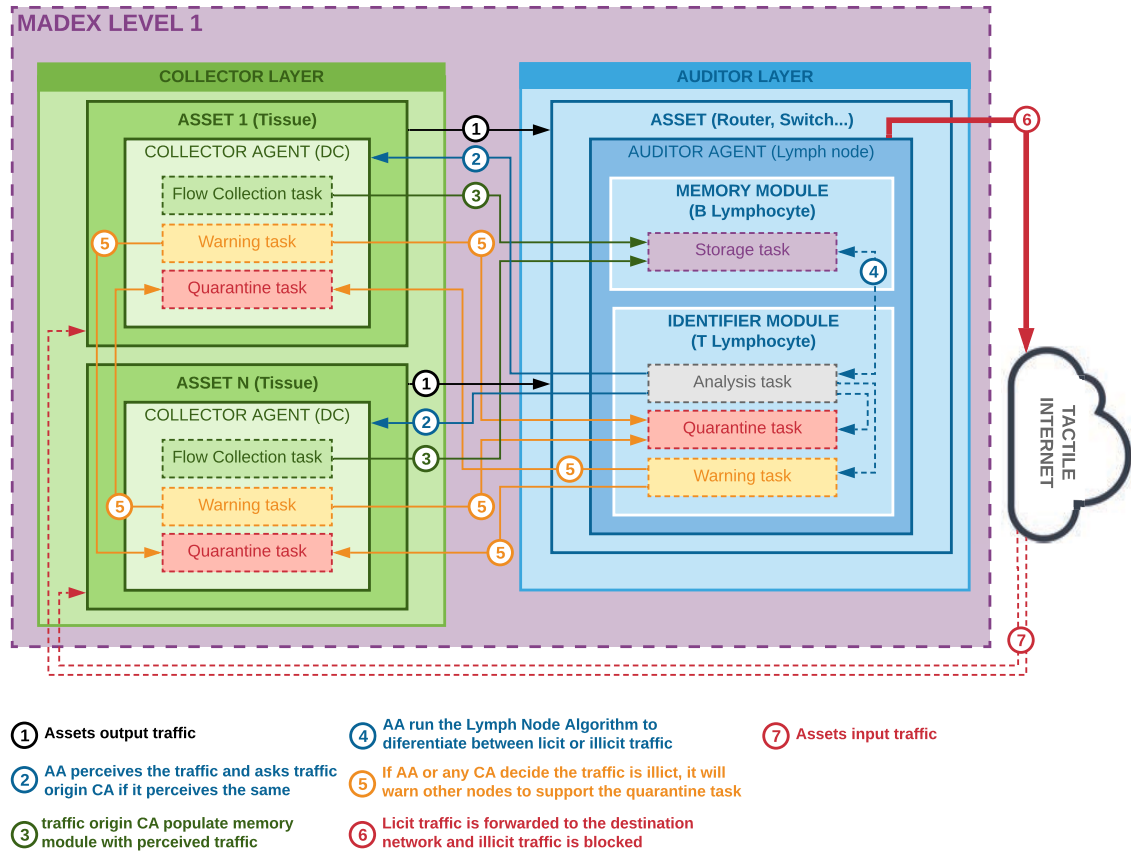 MADEX LEVEL 1
COLLECTOR LAYER
ASSET 1 (Tissue)
COLLECTOR AGENT (DC)
Flow Collection task
Warning task
Quarantine task
ASSET N (Tissue)
COLLECTOR AGENT (DC)
Flow Collection task
Warning task
Quarantine task
1
2
3
5
5
5
1
2
3
5
5
5
5
AUDITOR LAYER
ASSET (Router, Switch...)
AUDITOR AGENT (Lymph node)
MEMORY MODULE
(B Lymphocyte)
Storage task
4
IDENTIFIER MODULE
(T Lymphocyte)
Analysis task
Quarantine task
Warning task
6
TACTILE
INTERNET
7
1 Assets output traffic
2 AA perceives the traffic and asks traffic
origin CA if it perceives the same
3 traffic origin CA populate memory
module with perceived traffic
4 AA run the Lymph Node Algorithm to
diferentiate between licit or illicit traffic
5 If AA or any CA decide the traffic is illict, it will
warn other nodes to support the quarantine task
6 Licit traffic is forwarded to the destination
network and illicit traffic is blocked
7 Assets input traffic